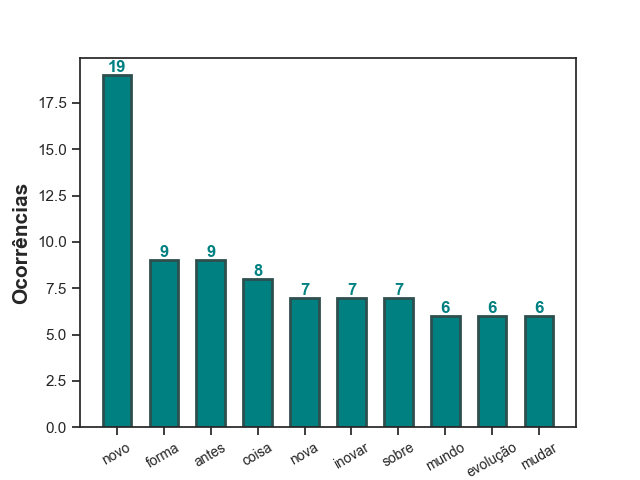 19
17.5
15.0
12.5
10.0
7.5
5.0
2.5
0.0
Ocorrências
9
9
8
7
7
7
6
6
6
novo
forma
antes
coisa
nova
inovar
sobre
mundo
evolução
mudar